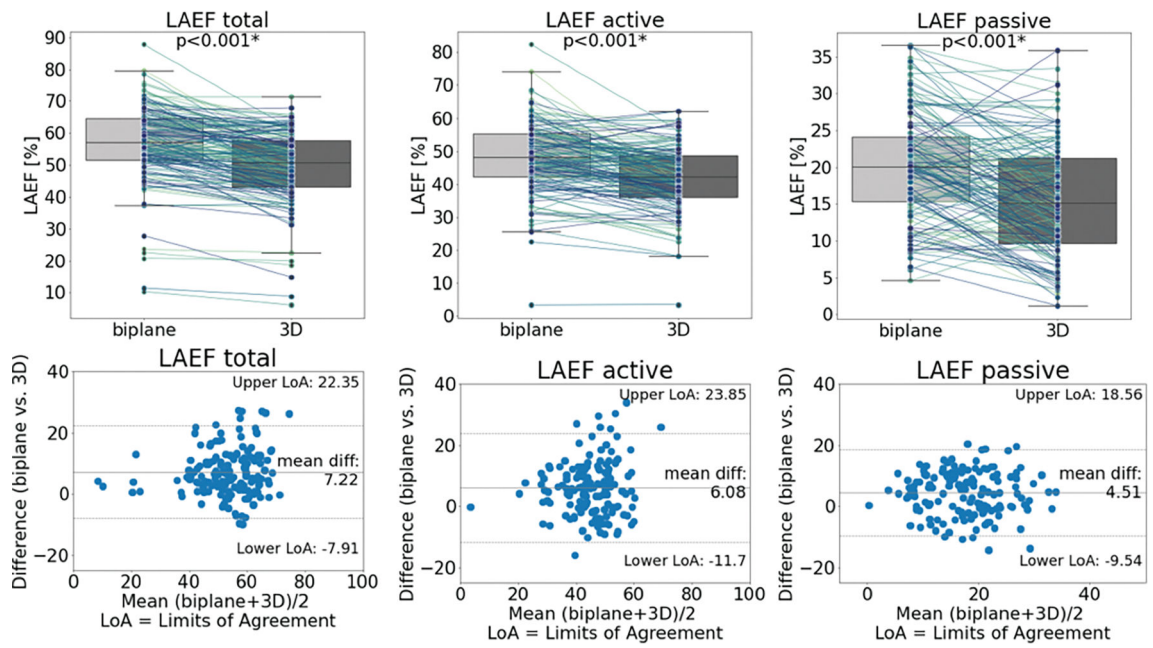 LAEF total
p<0.001*
LAEF [%]
90
80
70
60
50
40
30
20
10
biplane
3D
LAEF active
p<0.001*
LAEF [%]
80
70
60
50
40
30
20
10
0
biplane
3D
LAEF passive
p<0.001*
LAEF [%]
35
30
25
20
15
10
5
0
biplane
3D
LAEF total
Difference (biplane vs. 3D)
40
20
0
−20
Upper LoA: 22.35
mean diff:
7.22
Lower LoA: -7.91
0 20 40 60 80 100
Mean (biplane+3D)/2
LoA = Limits of Agreement
LAEF active
Difference (biplane vs. 3D)
40
20
0
−20
Upper LoA: 23.85
mean diff:
6.08
Lower LoA: -11.7
0 20 40 60 80 100
Mean (biplane+3D)/2
LoA = Limits of Agreement
LAEF passive
Difference (biplane vs. 3D)
40
20
0
−20
Upper LoA: 18.56
mean diff:
4.51
Lower LoA: -9.54
0 20 40
Mean (biplane+3D)/2
LoA = Limits of Agreement